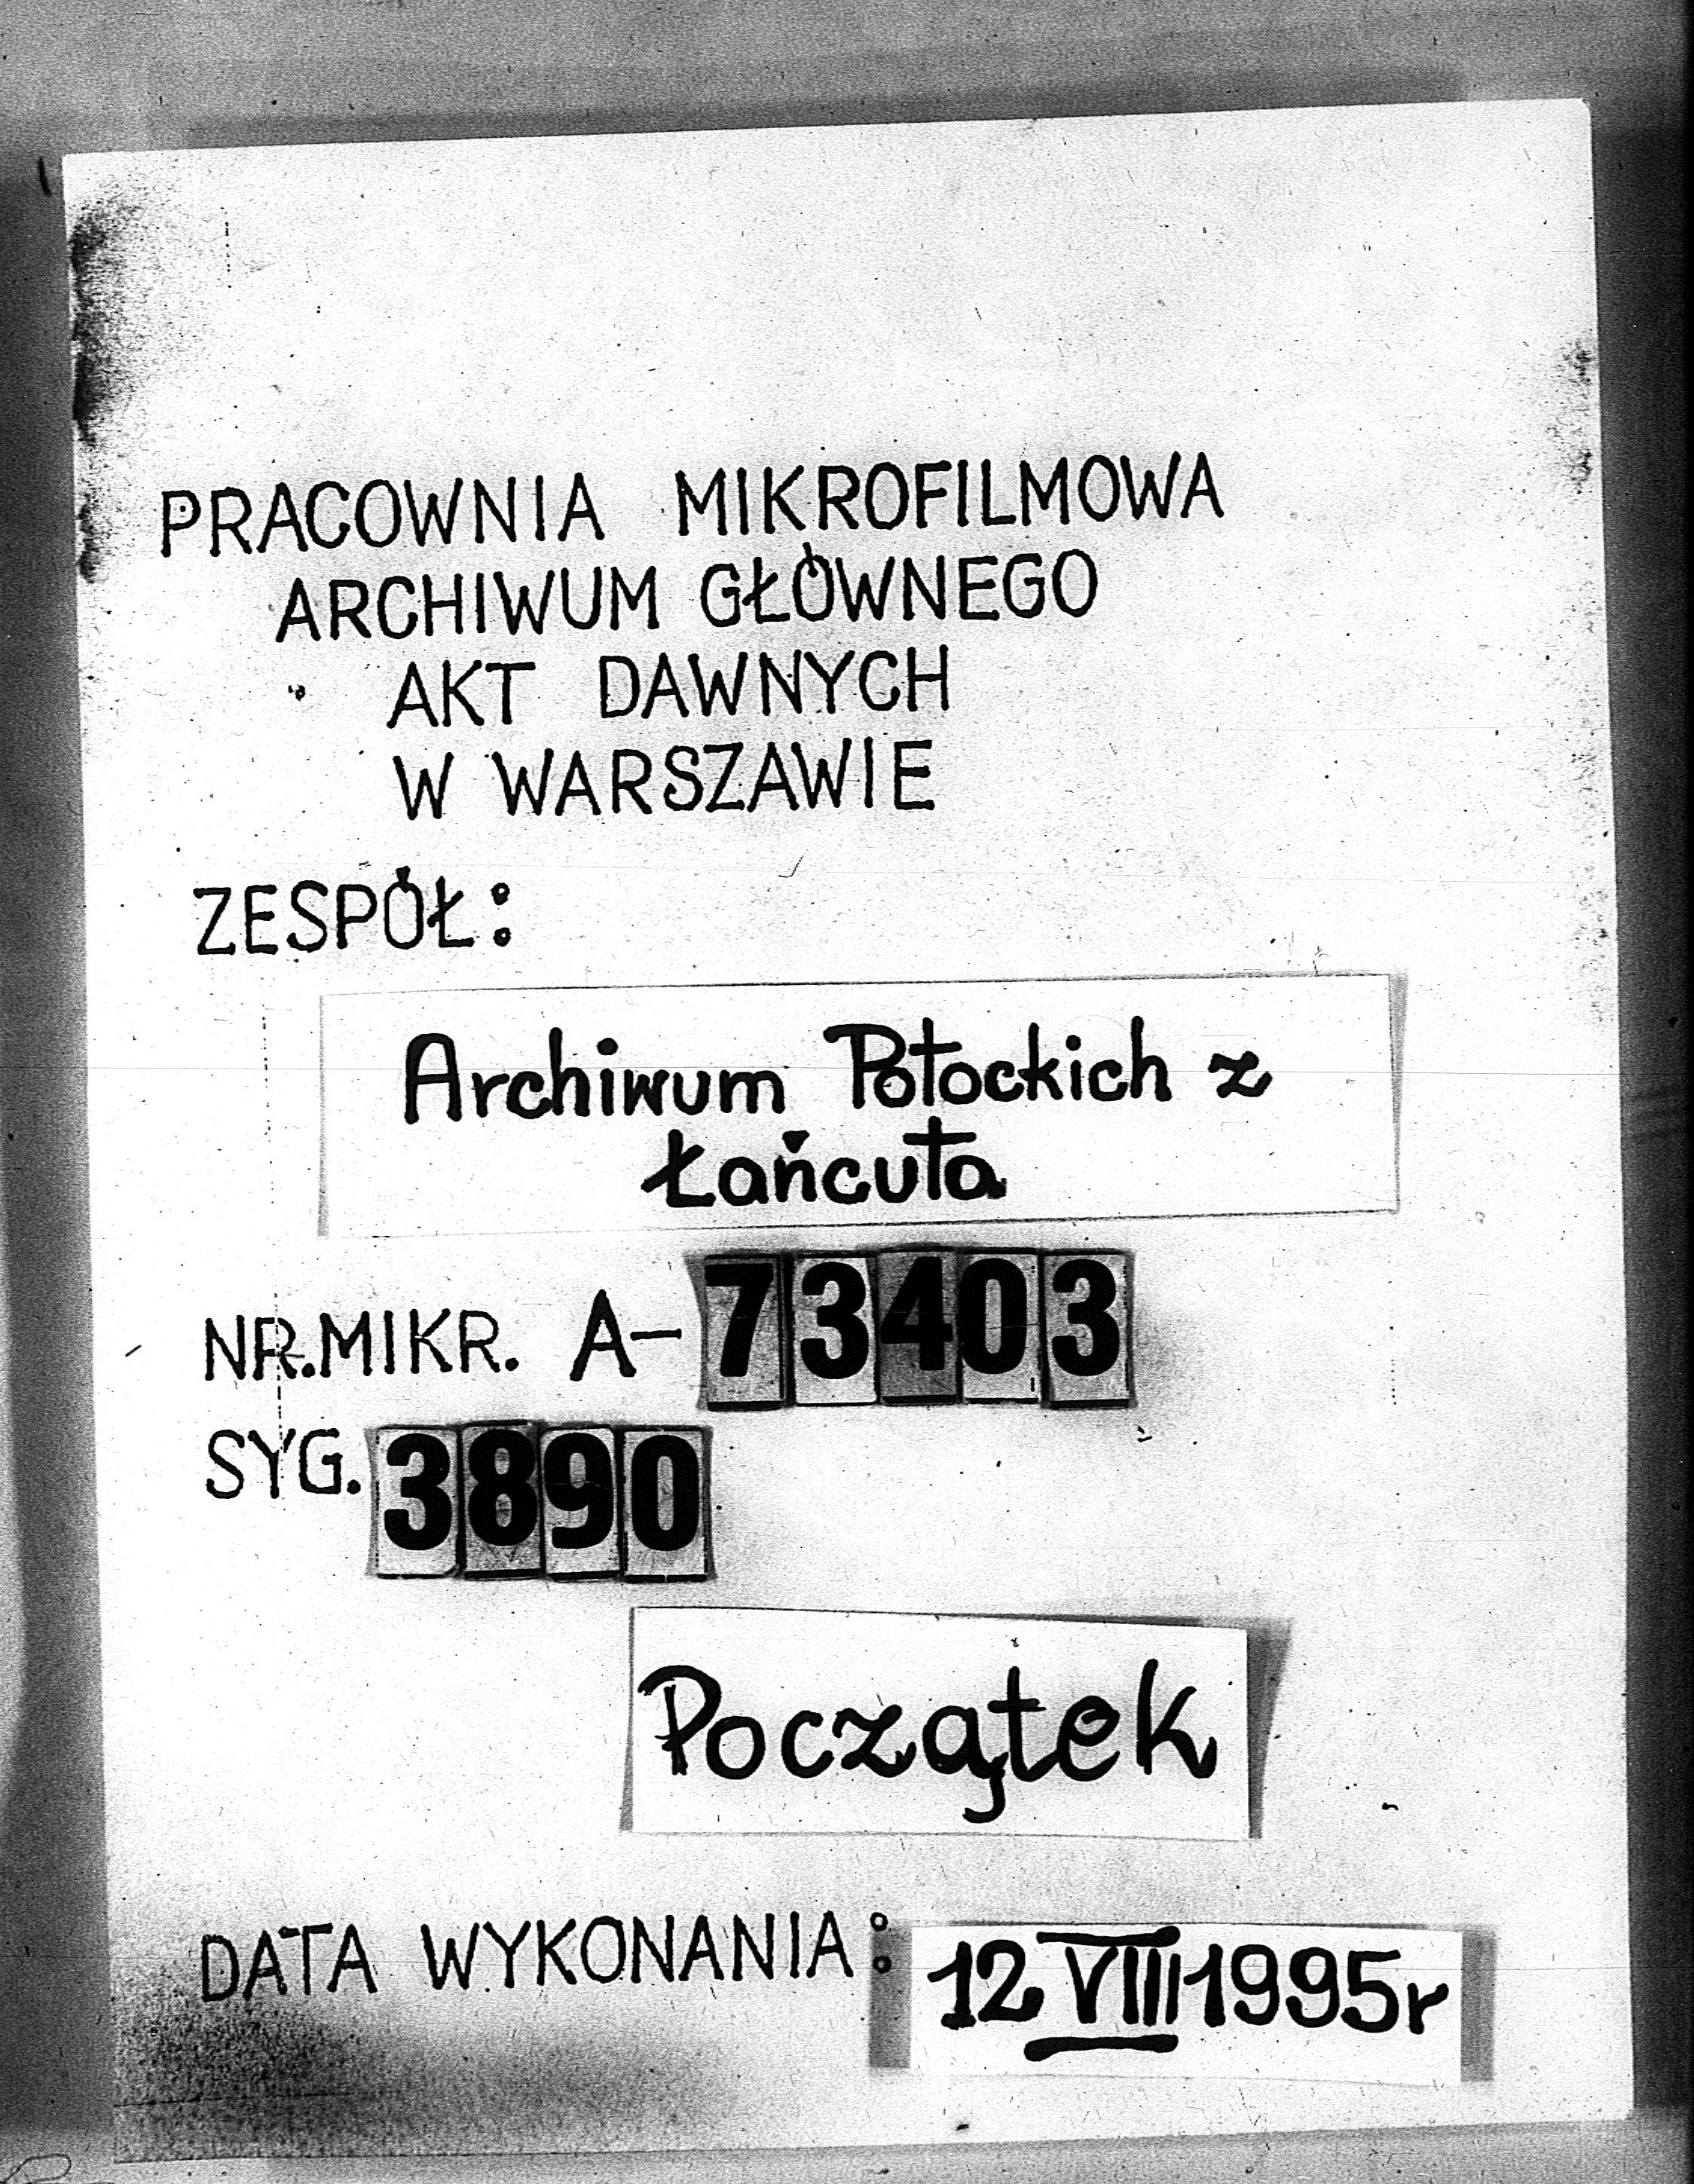 PRACOWNIA MIKROFILMOWA
ARCHIWUM GŁÓWNEGO
AKT DAWNYCH
W WARSZAWIE
ZESPÓŁ:
Archiwum Potockich z
Łańcuta
NR.MIKR. A-73403
SYG. 3890
Początek
DATA WYKONANIA: 12 VIII 1995r